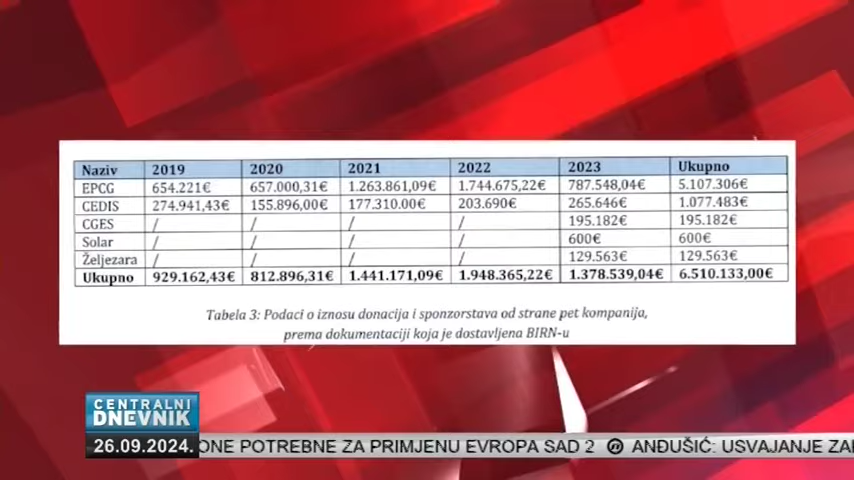 Naziv 2019 2020 2021 2022 2023 Ukupno
EPCG 654.221€ 657.000,31€ 1.263.861,09€ 1.744.675,22€ 787.548,04€ 5.107.306€
CEDIS 274.941,43€ 155.896,00€ 177.310.00€ 203.690€ 265.646€ 1.077.483€
CGES / / / / 195.182€ 195.182€
Solar / / / / 600€ 600€
Željezara / / / / 129.563€ 129.563€
Ukupno 929.162,43€ 812.896,31€ 1.441.171,09€ 1.948.365,22€ 1.378.539,04€ 6.510.133,00€
Tabela 3: Podaci o iznosu donacija i sponzorstava od strane pet kompanija,
prema dokumentaciji koja je dostavljena BIRN-u
CENTRALNI
DNEVNIK
26.09.2024. ONE POTREBNE ZA PRIMJENU EVROPA SAD 2 ANĐUŠIĆ: USVAJANJE ZA